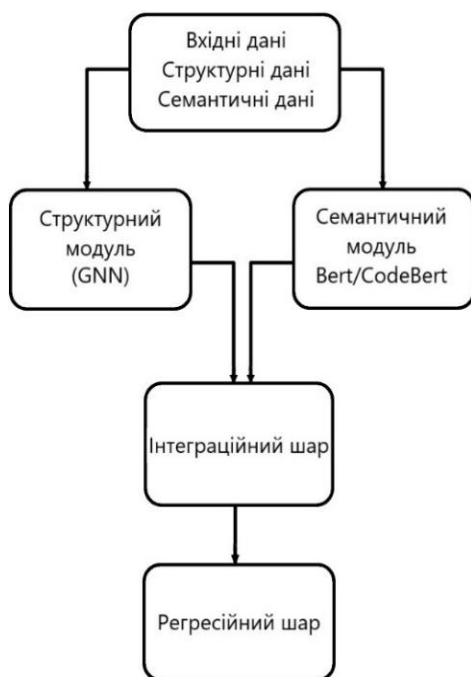 Вхідні дані
Структурні дані
Семантичні дані
Структурний
модуль
(GNN)
Семантичний
модуль
Bert/CodeBert
Інтеграційний шар
Регресійний шар